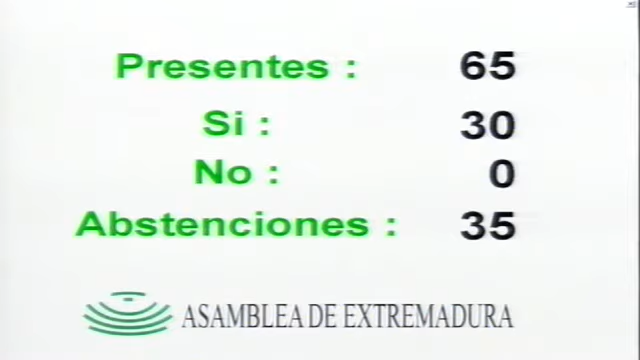 Presentes : 65
Si : 30
No : 0
Abstenciones : 35
ASAMBLEA DE EXTREMADURA